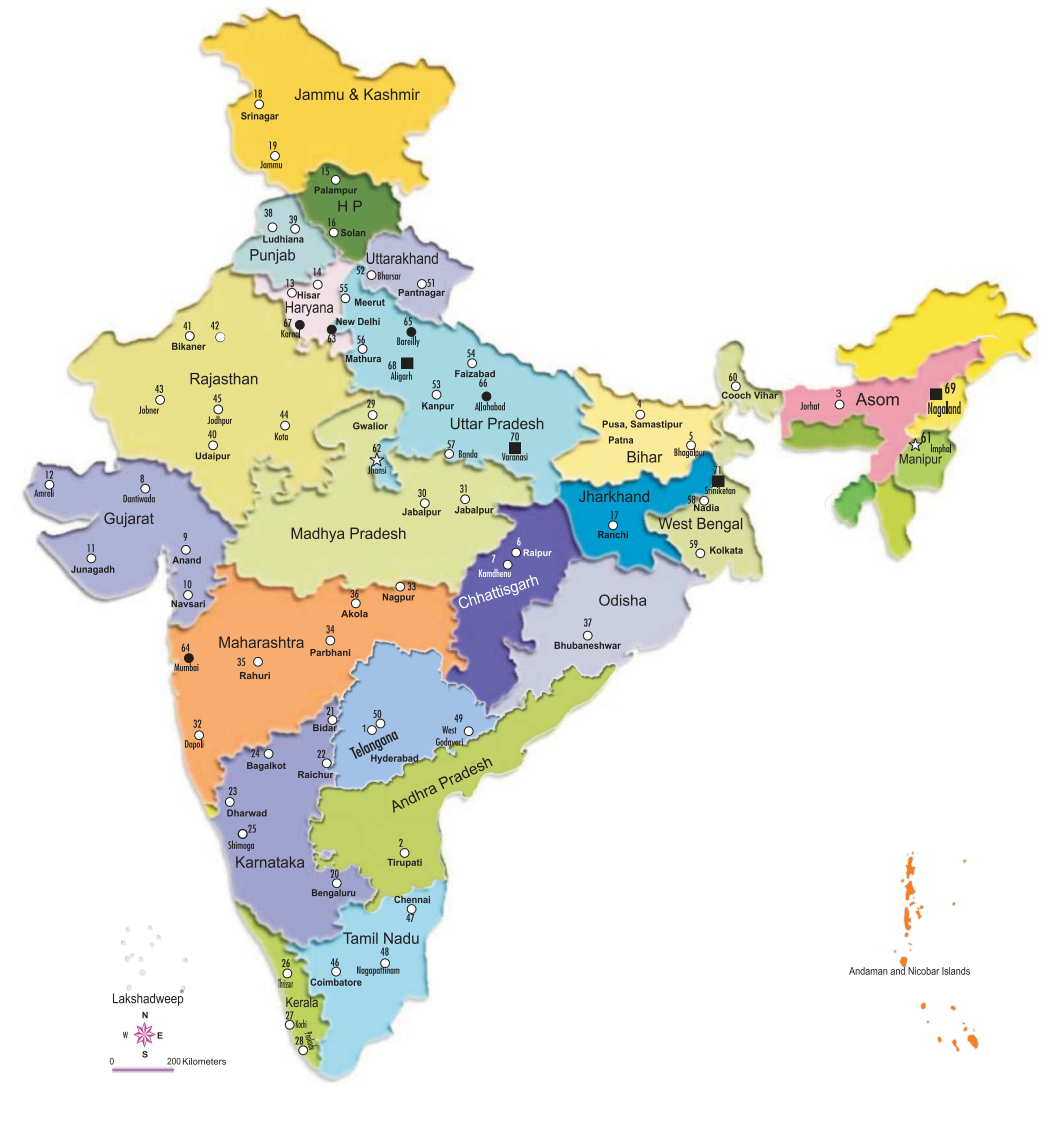 18
Jammu & Kashmir
Srinagar
19
Jammu
15
Palampur
H P
38
39
16
Solan
Ludhiana
Punjab
Uttarakhand
52
Bharsar
14
51
13
Hisar
55
Pantnagar
Meerut
Haryana
67
New Delhi
Karnal
63
65
Bareilly
41
42
Bikaner
56
Mathura
54
68
Faizabad
Aligarh
Rajasthan
60
Cooch Vihar
43
53
66
3
69
Jobner
Kanpur
Allahabad
Jorhat
Asom
Nagaland
45
Jodhpur
44
29
4
Kota
Gwalior
Uttar Pradesh
Pusa, Samastipur
40
70
Patna
5
61
Udaipur
62
57
Banda
Varanasi
Bihar
Bhagalpur
Imphal
Jhansi
Manipur
12
8
71
Amreli
Dantiwada
30
31
Jharkhand
Sriniketan
58
Jabalpur
Jabalpur
Nadia
Gujarat
17
West Bengal
Madhya Pradesh
Ranchi
11
9
6
Raipur
59
Kolkata
Junagadh
Anand
7
Kamdhenu
10
36
33
Chhattisgarh
Navsari
Nagpur
Akola
Odisha
34
37
Maharashtra
64
Parbhani
Bhubaneshwar
Mumbai
35
Rahuri
21
50
49
32
Bidar
1
West
Dapoli
Telangana
Godavari
24
22
Hyderabad
Bagalkot
Raichur
Andhra Pradesh
23
Dharwad
25
Shimoga
2
Karnataka
Tirupati
20
Bengaluru
Chennai
47
Tamil Nadu
26
46
48
Thrissur
Coimbatore
Nagapattinam
Andaman and Nicobar Islands
Lakshadweep
Kerala
N
27
Kochi
W
E
28
S
0
200 Kilometers